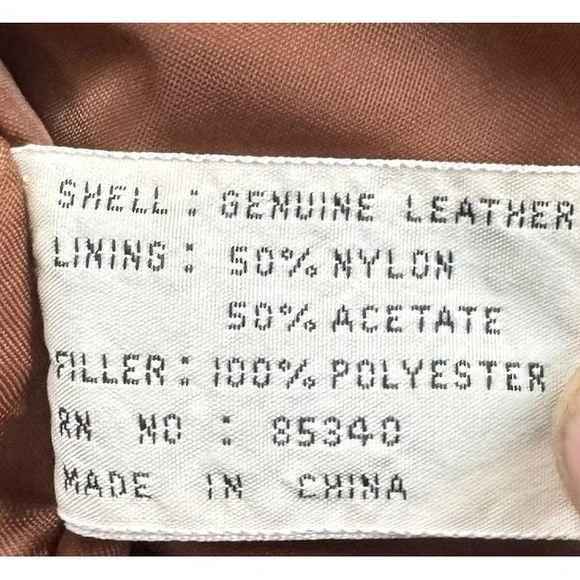 SHELL: GENUINE LEATHER
LINING: 50% NYLON
50% ACETATE
FILLER: 100% POLYESTER
RN NO: 85340
MADE IN CHINA